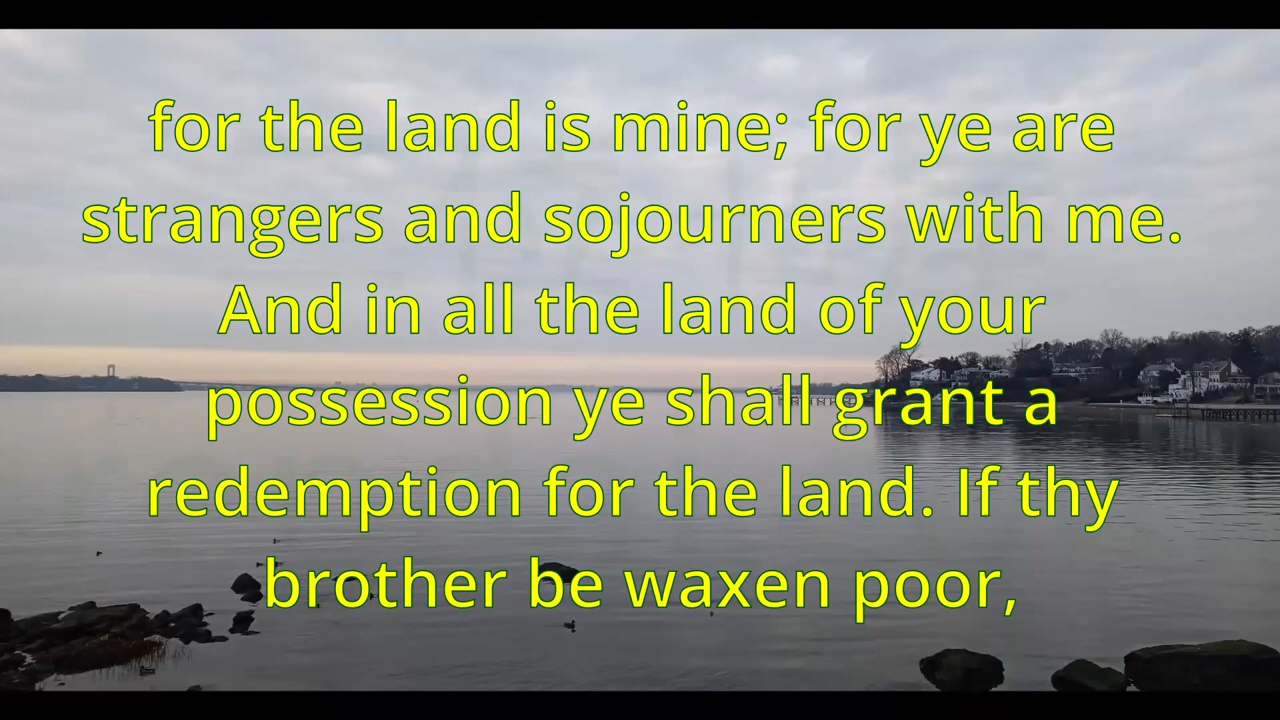 for the land is mine; for ye are
strangers and sojourners with me.
And in all the land of your
possession ye shall grant a
redemption for the land. If thy
brother be waxen poor,